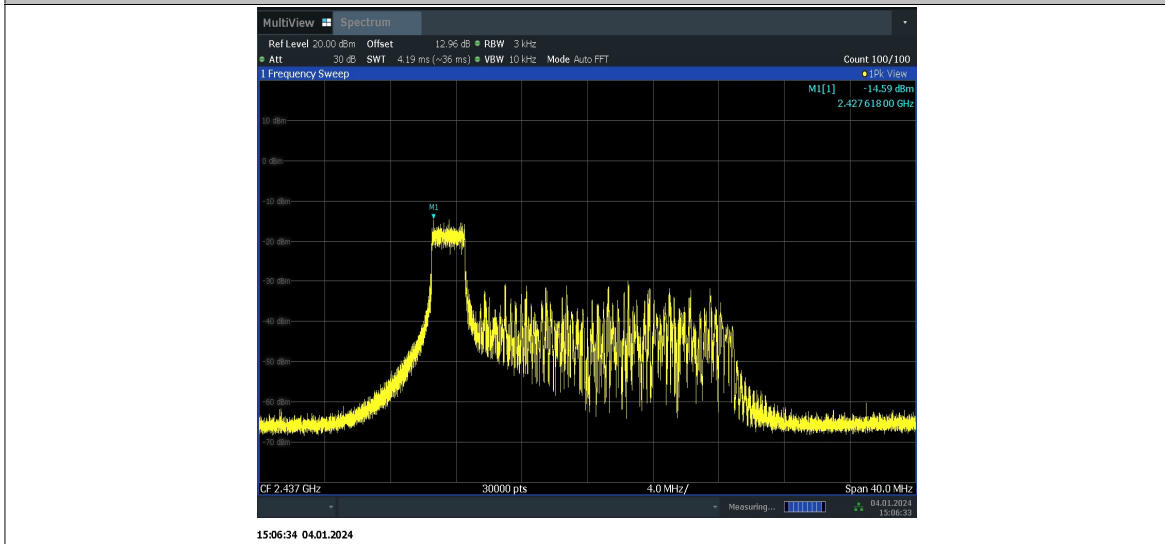 MultiView Spectrum
Ref Level 20.00 dBm Offset 12.96 dB RBW 3 kHz
Att 30 dB SWT 4.19 ms (~36 ms) VBW 10 kHz Mode Auto FFT Count 100/100
1 Frequency Sweep 1Pk View
M1[1] -14.59 dBm
2.427 618 00 GHz
10 dBm
0 dBm
-10 dBm
M1
-20 dBm
-30 dBm
-40 dBm
-50 dBm
-60 dBm
-70 dBm
CF 2.437 GHz 30000 pts 4.0 MHz/ Span 40.0 MHz
Measuring... 04.01.2024
15:06:33
15:06:34 04.01.2024